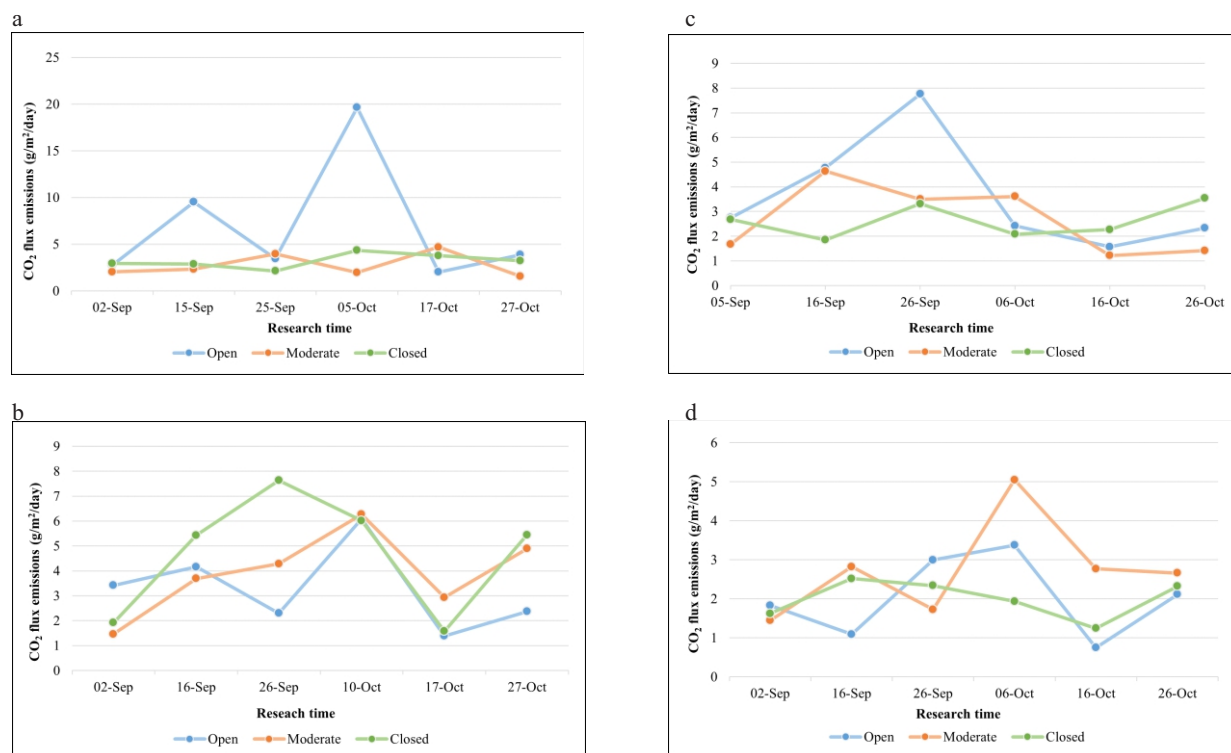 a
CO₂ flux emissions (g/m²/day)
25
20
15
10
5
0
02-Sep 15-Sep 25-Sep 05-Oct 17-Oct 27-Oct
Research time
Open Moderate Closed
c
CO₂ flux emissions (g/m²/day)
9
8
7
6
5
4
3
2
1
0
05-Sep 16-Sep 26-Sep 06-Oct 16-Oct 26-Oct
Research time
Open Moderate Closed
b
CO₂ flux emissions (g/m²/day)
9
8
7
6
5
4
3
2
1
0
02-Sep 16-Sep 26-Sep 10-Oct 17-Oct 27-Oct
Reseach time
Open Moderate Closed
d
CO₂ flux emissions (g/m²/day)
6
5
4
3
2
1
0
02-Sep 16-Sep 26-Sep 06-Oct 16-Oct 26-Oct
Research time
Open Moderate Closed